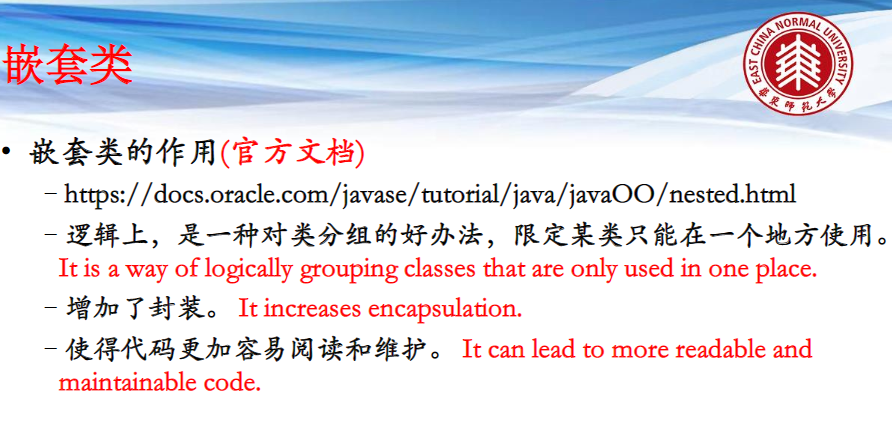 嵌套类
EAST CHINA NORMAL UNIVERSITY
華東師範大學
• 嵌套类的作用(官方文档)
– https://docs.oracle.com/javase/tutorial/java/javaOO/nested.html
– 逻辑上，是一种对类分组的好办法，限定某类只能在一个地方使用。
It is a way of logically grouping classes that are only used in one place.
– 增加了封装。 It increases encapsulation.
– 使得代码更加容易阅读和维护。 It can lead to more readable and
maintainable code.